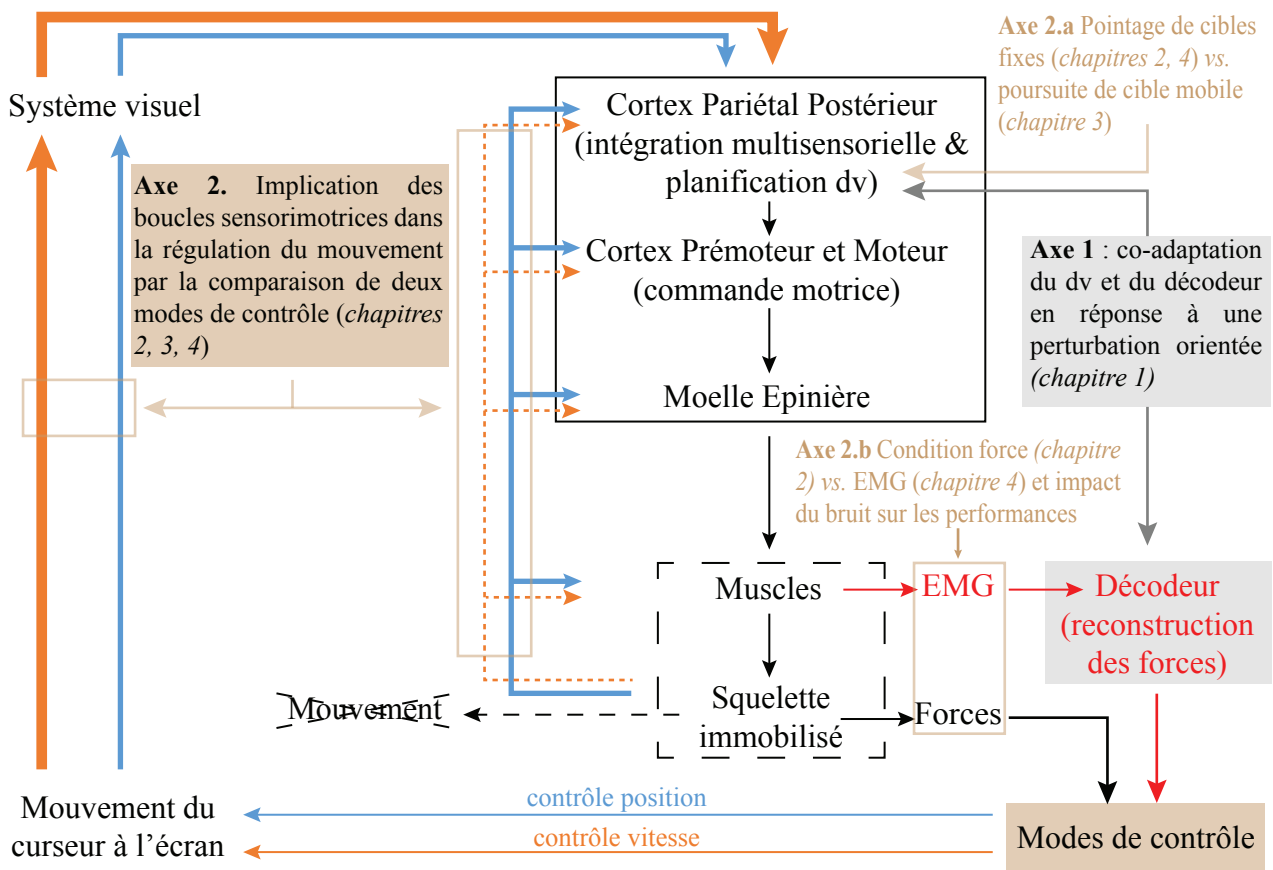 Axe 2.a Pointage de cibles
fixes (chapitres 2, 4) vs.
poursuite de cible mobile
(chapitre 3)
Système visuel
Cortex Pariétal Postérieur
(intégration multisensorielle &
planification dv)
Axe 2. Implication des
boucles sensorimotrices dans
la régulation du mouvement
par la comparaison de deux
modes de contrôle (chapitres
2, 3, 4)
Cortex Prémoteur et Moteur
(commande motrice)
Axe 1 : co-adaptation
du dv et du décodeur
en réponse à une
perturbation orientée
(chapitre 1)
Moelle Epinière
Axe 2.b Condition force (chapitre
2) vs. EMG (chapitre 4) et impact
du bruit sur les performances
Muscles
EMG
Décodeur
(reconstruction
des forces)
Mouvement
Squelette
immobilisé
Forces
Mouvement du
curseur à l’écran
contrôle position
contrôle vitesse
Modes de contrôle